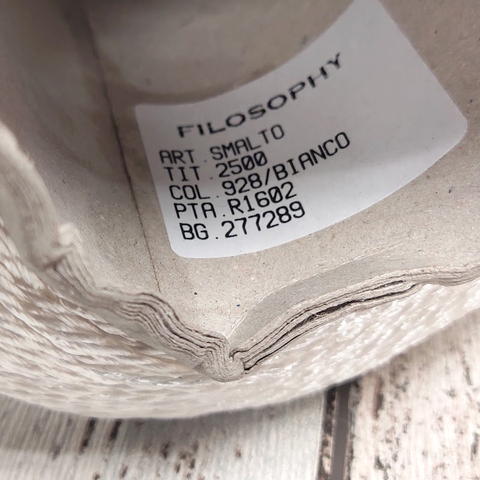 FILOSOPHY
ART.SMALTO
TIT.2500
COL.928/BIANCO
PTA.R1602
BG.277289